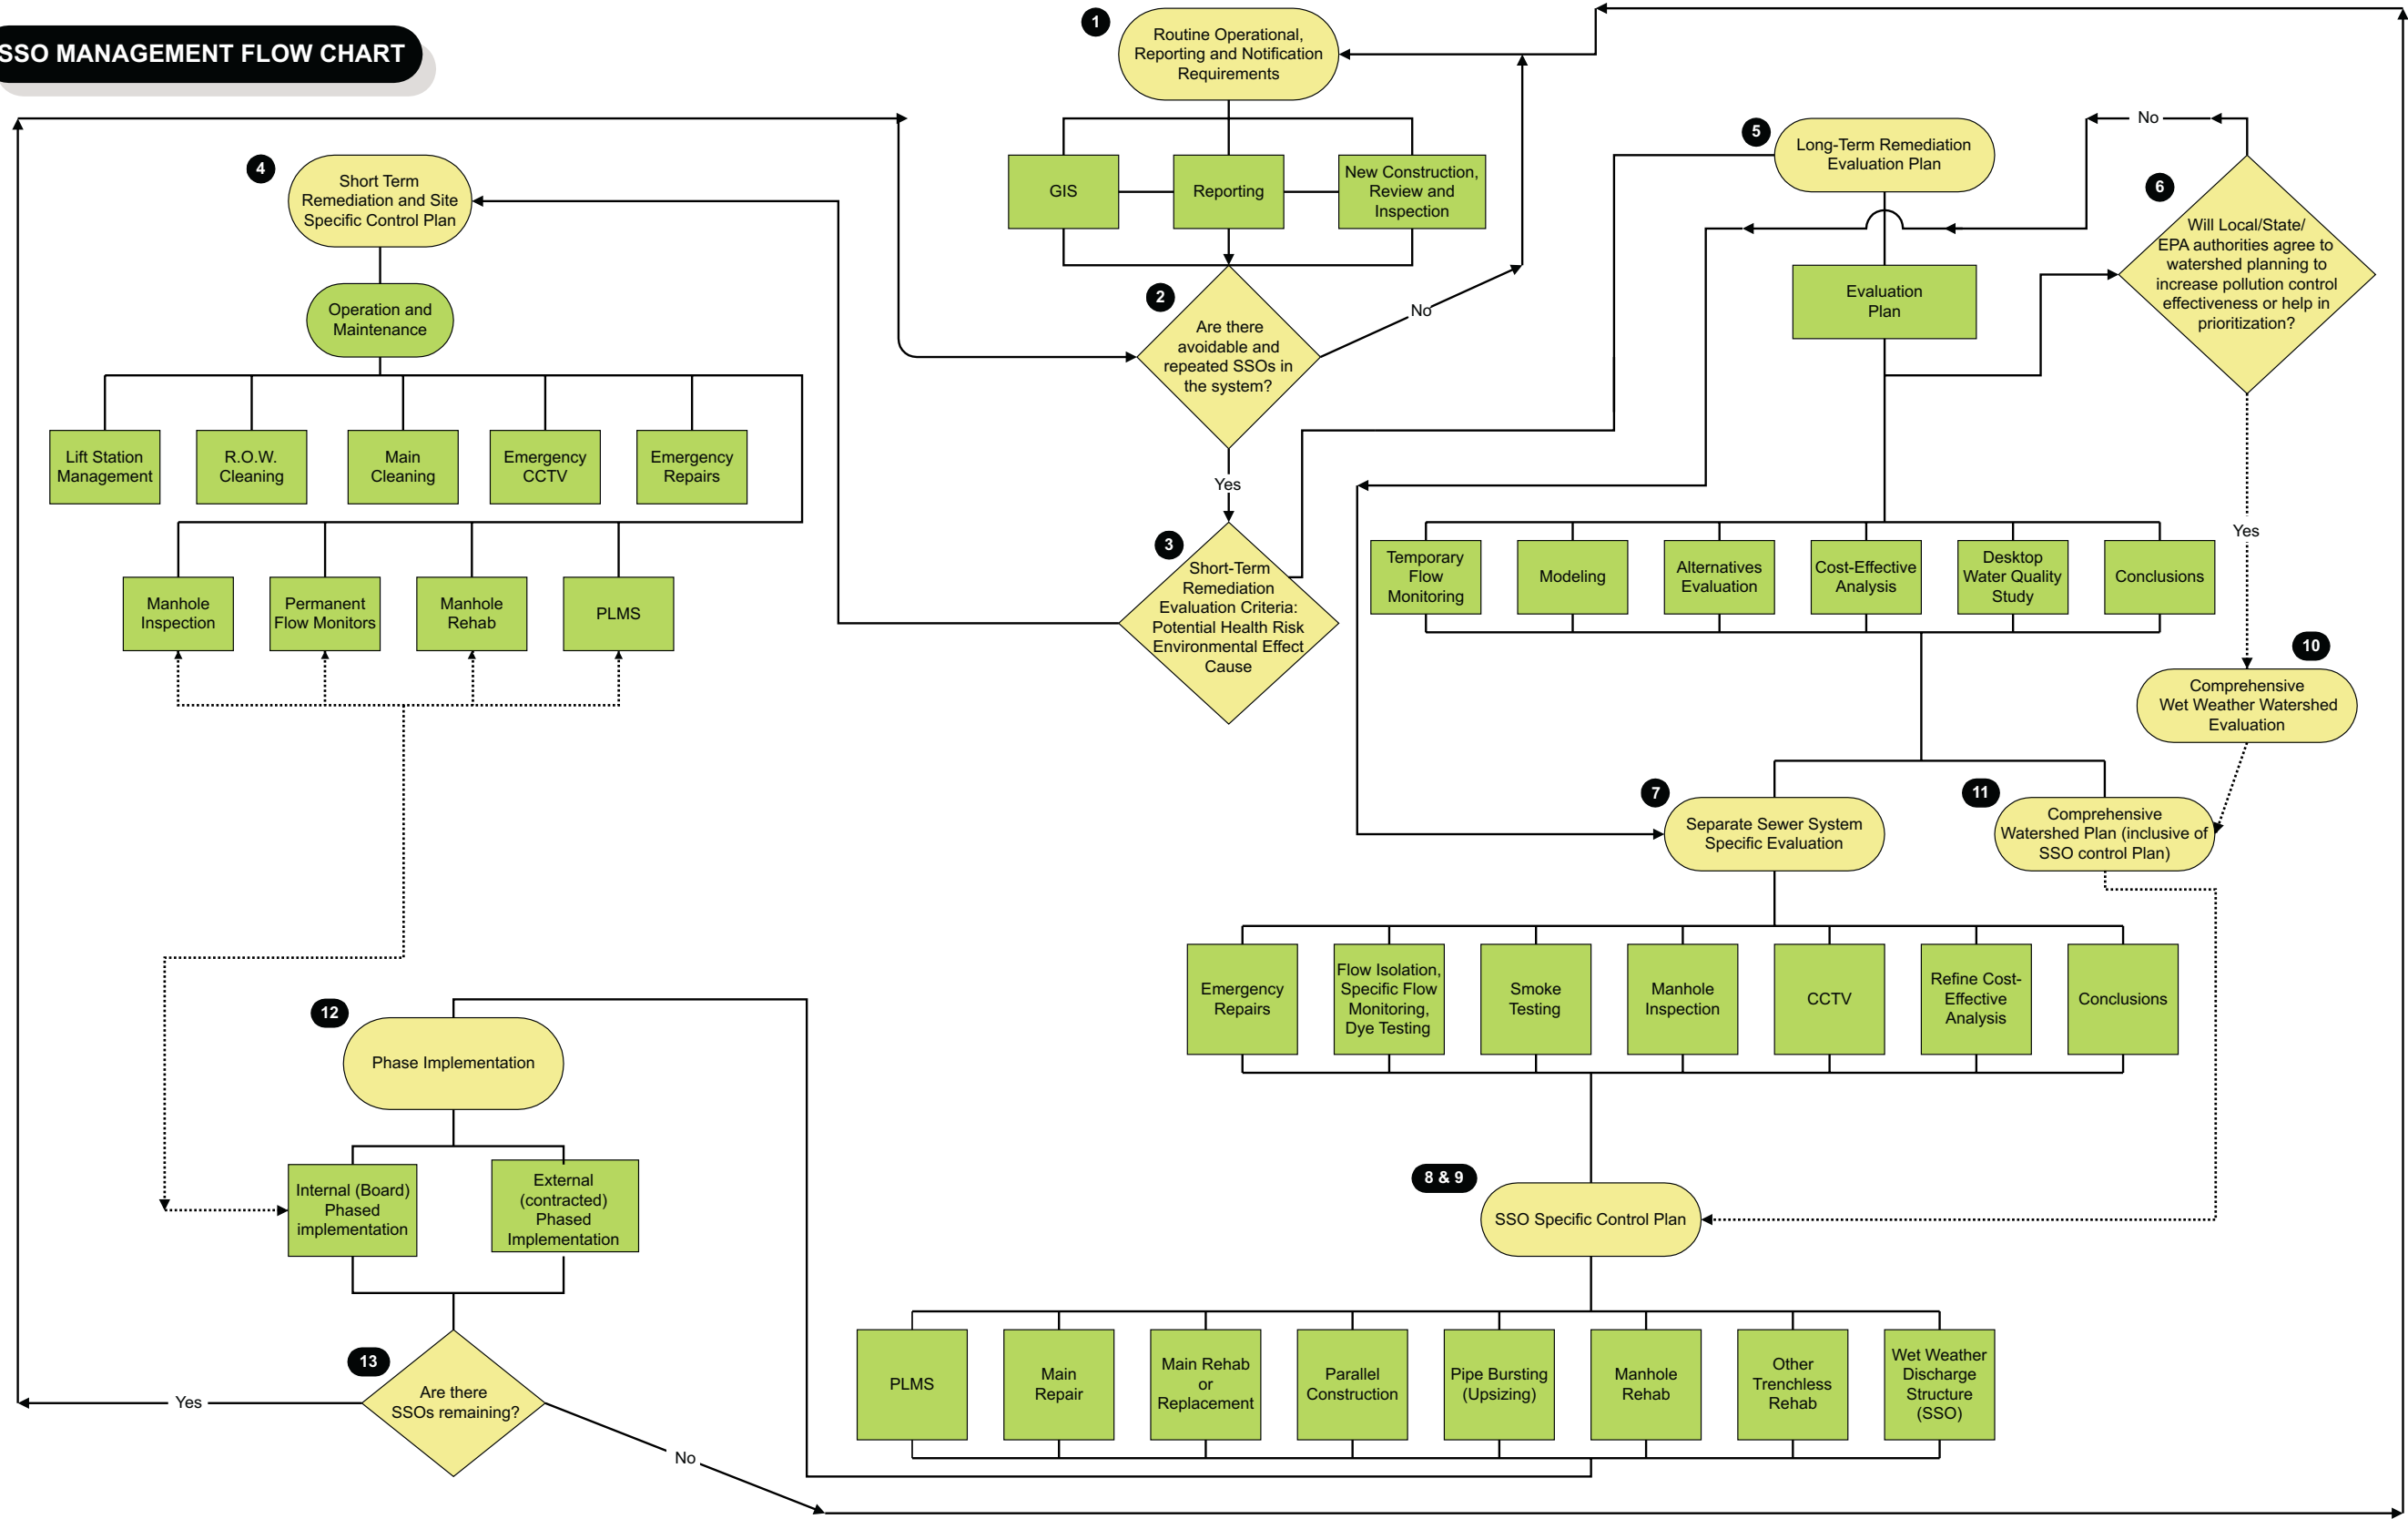 SSO MANAGEMENT FLOW CHART
1
Routine Operational,
Reporting and Notification
Requirements
GIS
Reporting
New Construction,
Review and
Inspection
2
Are there
avoidable and
repeated SSOs in
the system?
No
Yes
3
Short-Term
Remediation
Evaluation Criteria:
Potential Health Risk
Environmental Effect
Cause
4
Short Term
Remediation and Site
Specific Control Plan
Operation and
Maintenance
Lift Station
Management
R.O.W.
Cleaning
Main
Cleaning
Emergency
CCTV
Emergency
Repairs
Manhole
Inspection
Permanent
Flow Monitors
Manhole
Rehab
PLMS
5
Long-Term Remediation
Evaluation Plan
Evaluation
Plan
No
6
Will Local/State/
EPA authorities agree to
watershed planning to
increase pollution control
effectiveness or help in
prioritization?
Yes
Temporary
Flow
Monitoring
Modeling
Alternatives
Evaluation
Cost-Effective
Analysis
Desktop
Water Quality
Study
Conclusions
10
Comprehensive
Wet Weather Watershed
Evaluation
7
Separate Sewer System
Specific Evaluation
11
Comprehensive
Watershed Plan (inclusive of
SSO control Plan)
Emergency
Repairs
Flow Isolation,
Specific Flow
Monitoring,
Dye Testing
Smoke
Testing
Manhole
Inspection
CCTV
Refine Cost-
Effective
Analysis
Conclusions
8 & 9
SSO Specific Control Plan
PLMS
Main
Repair
Main Rehab
or
Replacement
Parallel
Construction
Pipe Bursting
(Upsizing)
Manhole
Rehab
Other
Trenchless
Rehab
Wet Weather
Discharge
Structure
(SSO)
12
Phase Implementation
Internal (Board)
Phased
implementation
External
(contracted)
Phased
Implementation
13
Are there
SSOs remaining?
Yes
No